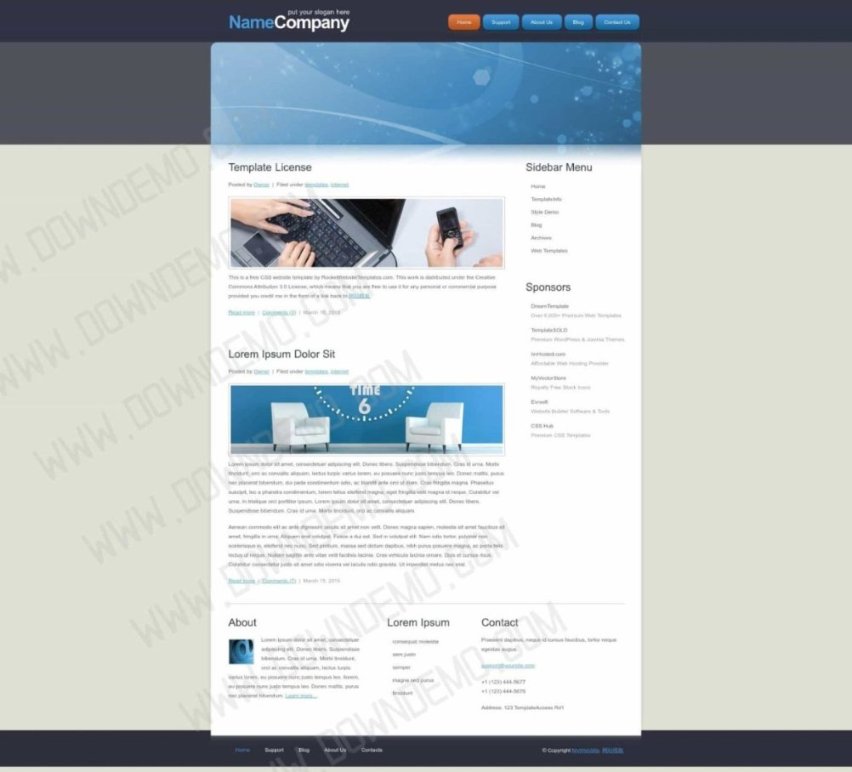 put your slogan here
NameCompany
Home
Support
About Us
Blog
Contact Us
Template License
Posted by Owner | Filed under templates, internet
This is a free CSS website template by RocketWebsiteTemplates.com. This work is distributed under the Creative
Commons Attribution 3.0 License, which means that you are free to use it for any personal or commercial purpose
provided you credit me in the form of a link back to 网站模板.
Read more | Comments (3) | March 16, 2010
Lorem Ipsum Dolor Sit
Posted by Owner | Filed under templates, internet
TIME
6
Lorem ipsum dolor sit amet, consectetuer adipiscing elit. Donec libero. Suspendisse bibendum. Cras id urna. Morbi
tincidunt, orci ac convallis aliquam, lectus turpis varius lorem, eu posuere nunc justo tempus leo. Donec mattis, purus
nec placerat bibendum, dui pede condimentum odio, ac blandit ante orci ut diam. Cras fringilla magna. Phasellus
suscipit, leo a pharetra condimentum, lorem tellus eleifend magna, eget fringilla velit magna id neque. Curabitur vel
urna. In tristique orci porttitor ipsum. Lorem ipsum dolor sit amet, consectetuer adipiscing elit. Donec libero.
Suspendisse bibendum. Cras id urna. Morbi tincidunt, orci ac convallis aliquam.
Aenean commodo elit ac ante dignissim iaculis sit amet non velit. Donec magna sapien, molestie sit amet faucibus sit
amet, fringilla in urna. Aliquam erat volutpat. Fusce a dui est. Sed in volutpat elit. Nam odio tortor, pulvinar non
scelerisque in, eleifend nec nunc. Sed pretium, massa sed dictum dapibus, nibh purus posuere magna, ac porta felis
lectus ut neque. Nullam sagittis ante vitae velit facilisis lacinia. Cras vehicula lacinia ornare. Duis et cursus risus.
Curabitur consectetur justo sit amet odio viverra vel iaculis odio gravida. Ut imperdiet metus nec erat.
Read more | Comments (7) | March 15, 2010
Sidebar Menu
Home
TemplateInfo
Style Demo
Blog
Archives
Web Templates
Sponsors
DreamTemplate
Over 6,000+ Premium Web Templates
TemplateSOLD
Premium WordPress & Joomla Themes
ImHosted.com
Affordable Web Hosting Provider
MyVectorStore
Royalty Free Stock Icons
Evrsoft
Website Builder Software & Tools
CSS Hub
Premium CSS Templates
About
Lorem ipsum dolor sit amet, consectetuer
adipiscing elit. Donec libero. Suspendisse
bibendum. Cras id urna. Morbi tincidunt,
orci ac convallis aliquam, lectus turpis
varius lorem, eu posuere nunc justo tempus leo. Donec mattis, purus
nec placerat bibendum. Learn more...
Lorem Ipsum
consequat molestie
sem justo
semper
magna sed purus
tincidunt
Contact
Praesent dapibus, neque id cursus faucibus, tortor neque
egestas augue.
support@yoursite.com
+1 (123) 444-5677
+1 (123) 444-5678
Address: 123 TemplateAccess Rd1
Home
Support
Blog
About Us
Contacts
WWW.DOWNDEMO.COM